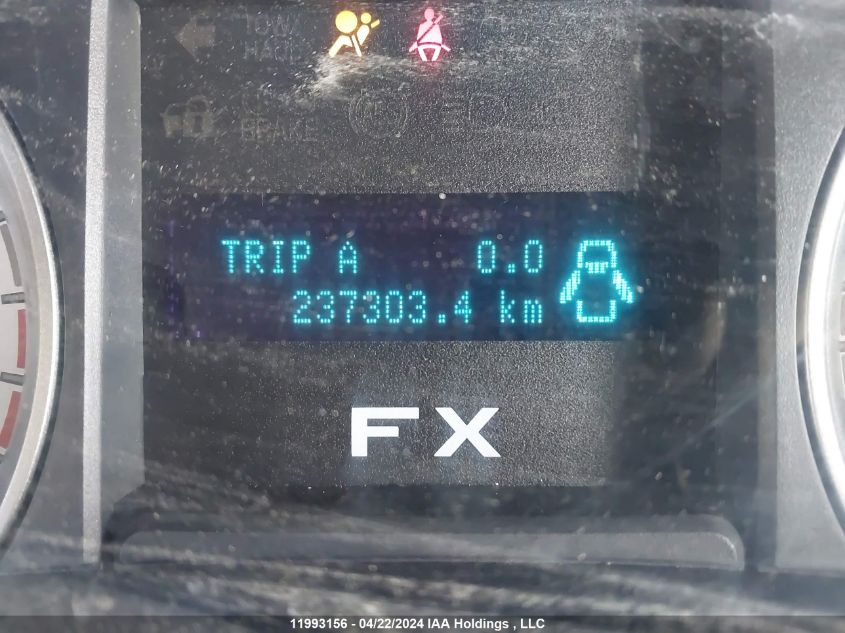 TOW/
HAUL
BRAKE
TRIP A 0.0
237303.4 km
FX
11993156 - 04/22/2024 IAA Holdings , LLC